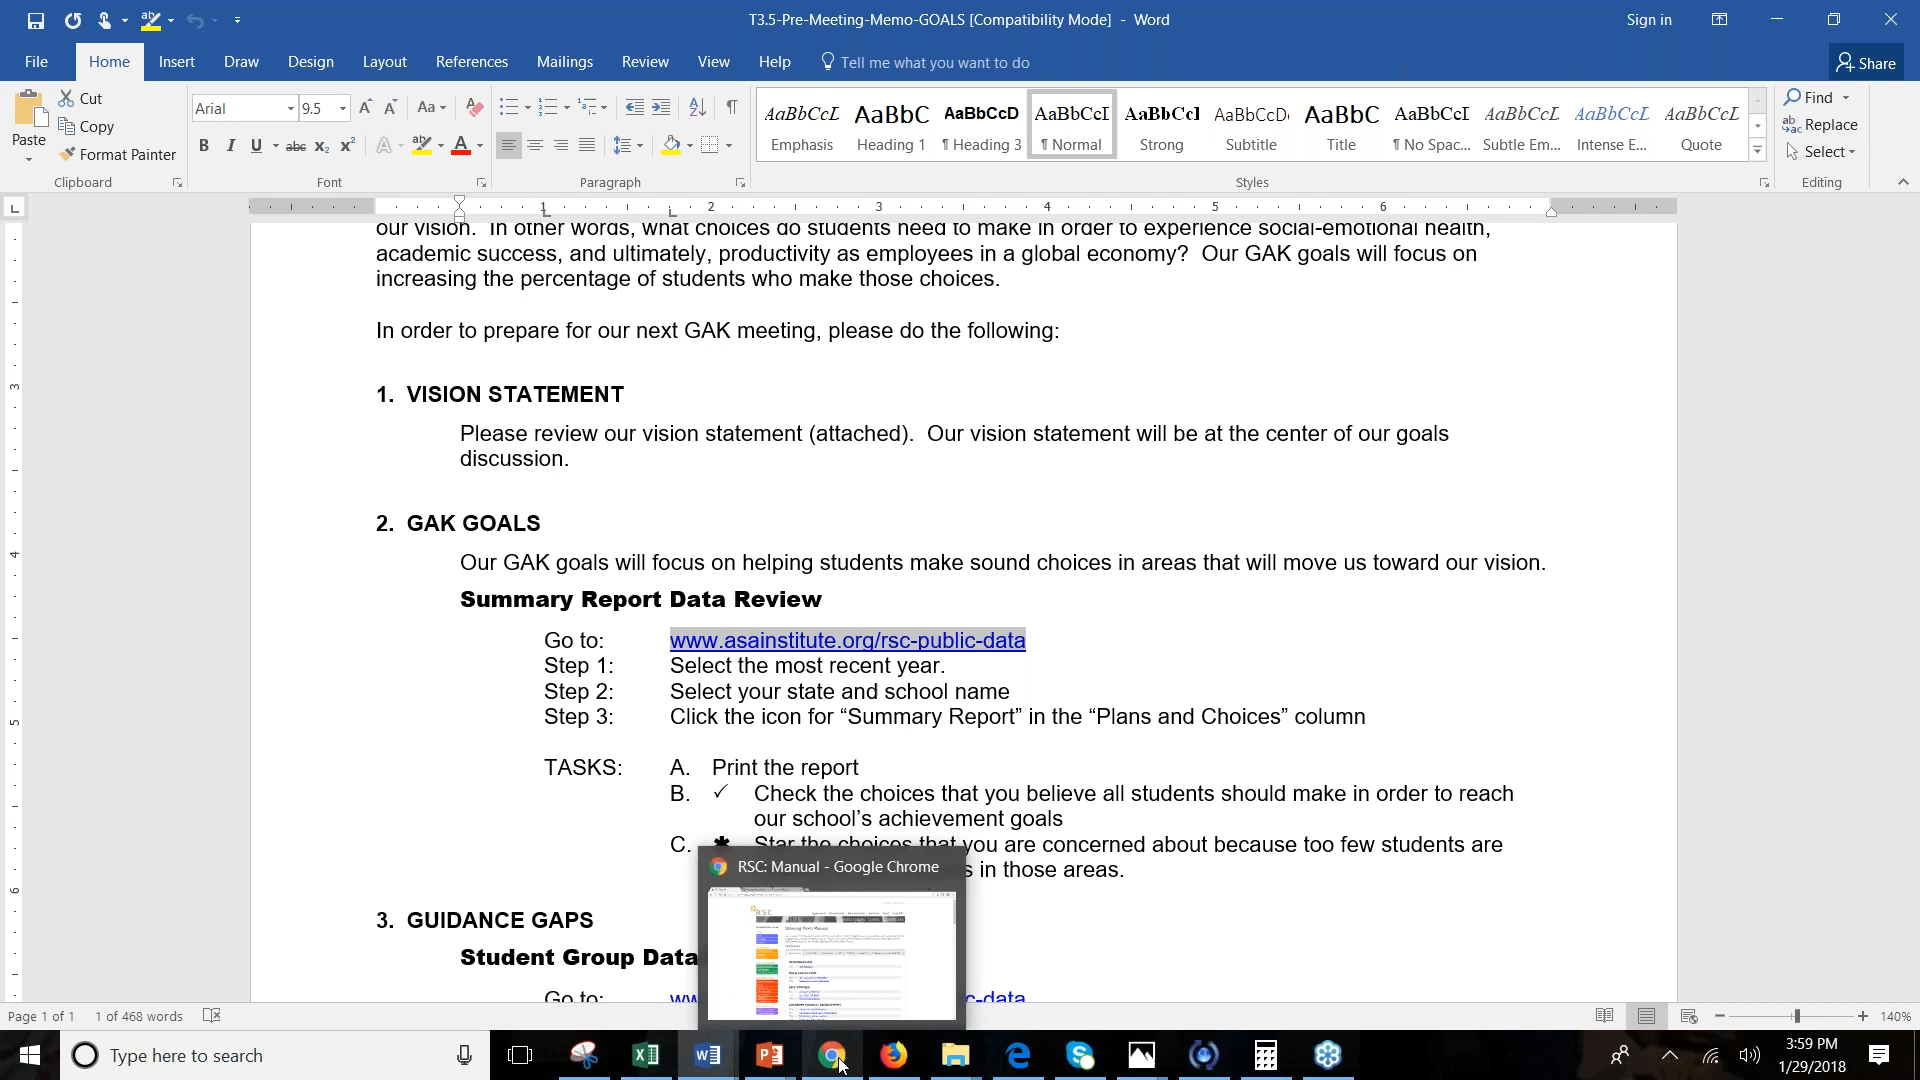 T3.5-Pre-Meeting-Memo-GOALS [Compatibility Mode] - Word
Sign in
File Home Insert Draw Design Layout References Mailings Review View Help Tell me what you want to do
Share
Paste
Cut
Copy
Format Painter
Clipboard
Arial 9.5
Font
Paragraph
AaBbCcL AaBbC AaBbCcD AaBbCcI AaBbCcI AaBbCcD AaBbC AaBbCcI AaBbCcL AaBbCcL AaBbCcL
Emphasis Heading 1 ¶ Heading 3 ¶ Normal Strong Subtitle Title ¶ No Spac... Subtle Em... Intense E... Quote
Styles
Find
Replace
Select
Editing
1 2 3 4 5 6
our vision. In other words, what choices do students need to make in order to experience social-emotional health,
academic success, and ultimately, productivity as employees in a global economy? Our GAK goals will focus on
increasing the percentage of students who make those choices.
In order to prepare for our next GAK meeting, please do the following:
1. VISION STATEMENT
Please review our vision statement (attached). Our vision statement will be at the center of our goals
discussion.
2. GAK GOALS
Our GAK goals will focus on helping students make sound choices in areas that will move us toward our vision.
Summary Report Data Review
Go to: www.asainstitute.org/rsc-public-data
Step 1: Select the most recent year.
Step 2: Select your state and school name
Step 3: Click the icon for “Summary Report” in the “Plans and Choices” column
TASKS: A. Print the report
B. ✓ Check the choices that you believe all students should make in order to reach
our school’s achievement goals
C. ✱ Star the choices that you are concerned about because too few students are
s in those areas.
RSC: Manual - Google Chrome
3. GUIDANCE GAPS
Student Group Data
Go to: ww c-data
Page 1 of 1 1 of 468 words
140%
Type here to search
3:59 PM
1/29/2018